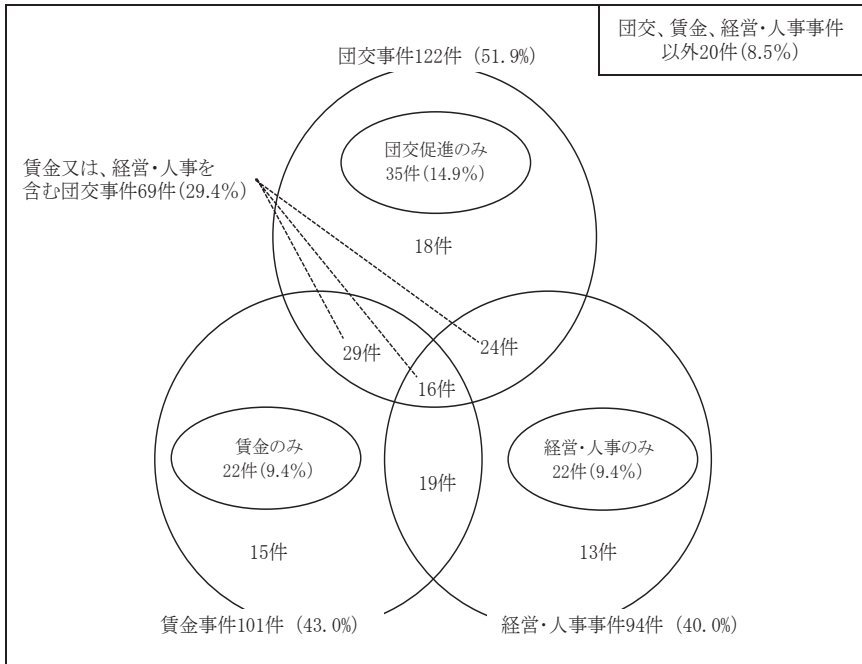 団交、賃金、経営・人事事件
以外20件(8.5%)
団交事件122件 (51.9%)
団交促進のみ
35件(14.9%)
賃金又は、経営・人事を
含む団交事件69件(29.4%)
18件
29件
24件
16件
賃金のみ
22件(9.4%)
経営・人事のみ
22件(9.4%)
19件
15件
13件
賃金事件101件 (43.0%)
経営・人事事件94件 (40.0%)